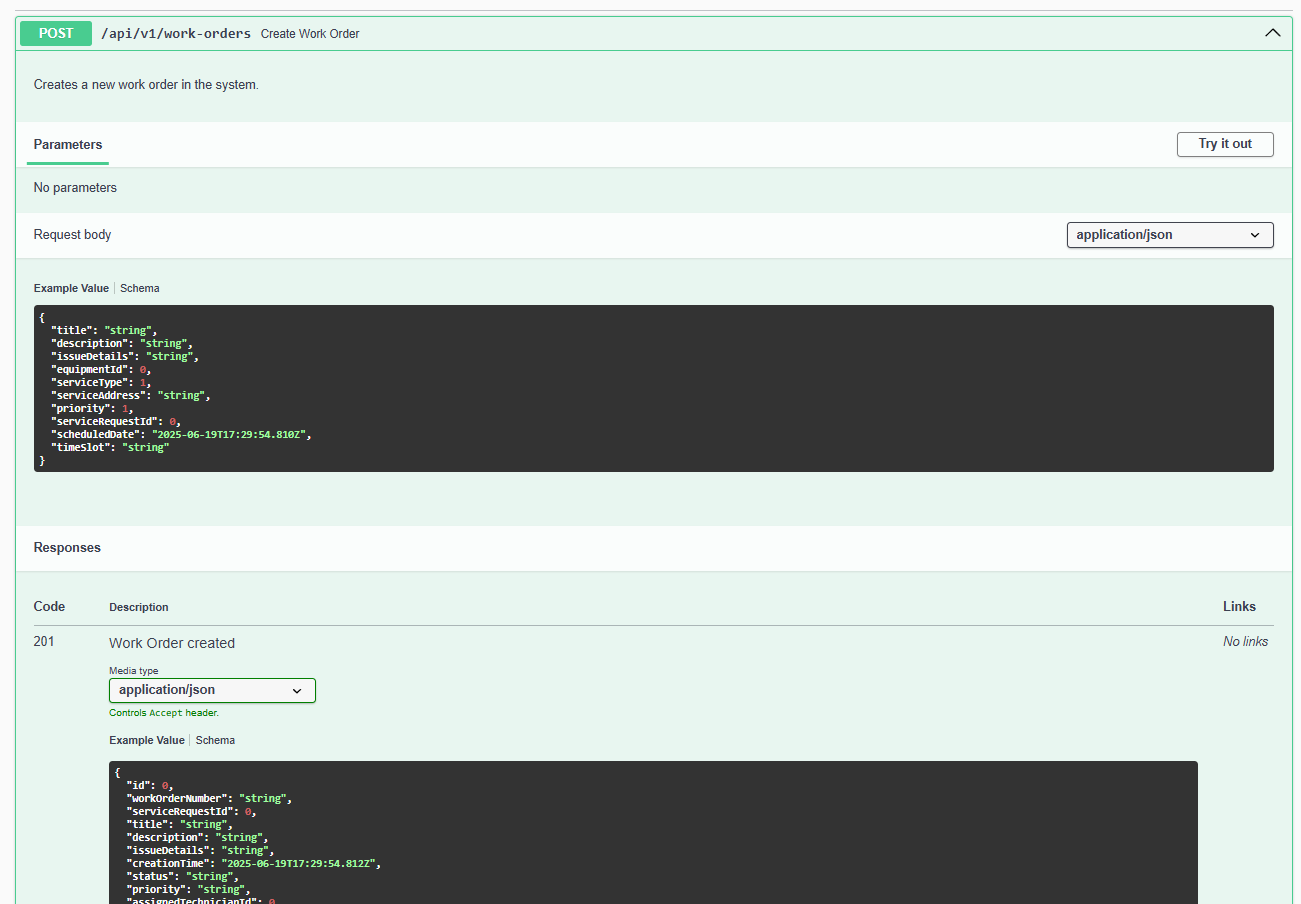 POST /api/v1/work-orders Create Work Order
Creates a new work order in the system.
Parameters
Try it out
No parameters
Request body
application/json
Example Value | Schema
{
"title": "string",
"description": "string",
"issueDetails": "string",
"equipmentId": 0,
"serviceType": 1,
"serviceAddress": "string",
"priority": 1,
"serviceRequestId": 0,
"scheduledDate": "2025-06-19T17:29:54.810Z",
"timeSlot": "string"
}
Responses
Code Description Links
201 Work Order created No links
Media type
application/json
Controls Accept header.
Example Value | Schema
{
"id": 0,
"workOrderNumber": "string",
"serviceRequestId": 0,
"title": "string",
"description": "string",
"issueDetails": "string",
"creationTime": "2025-06-19T17:29:54.812Z",
"status": "string",
"priority": "string",
"assignedTechnicianId": 0